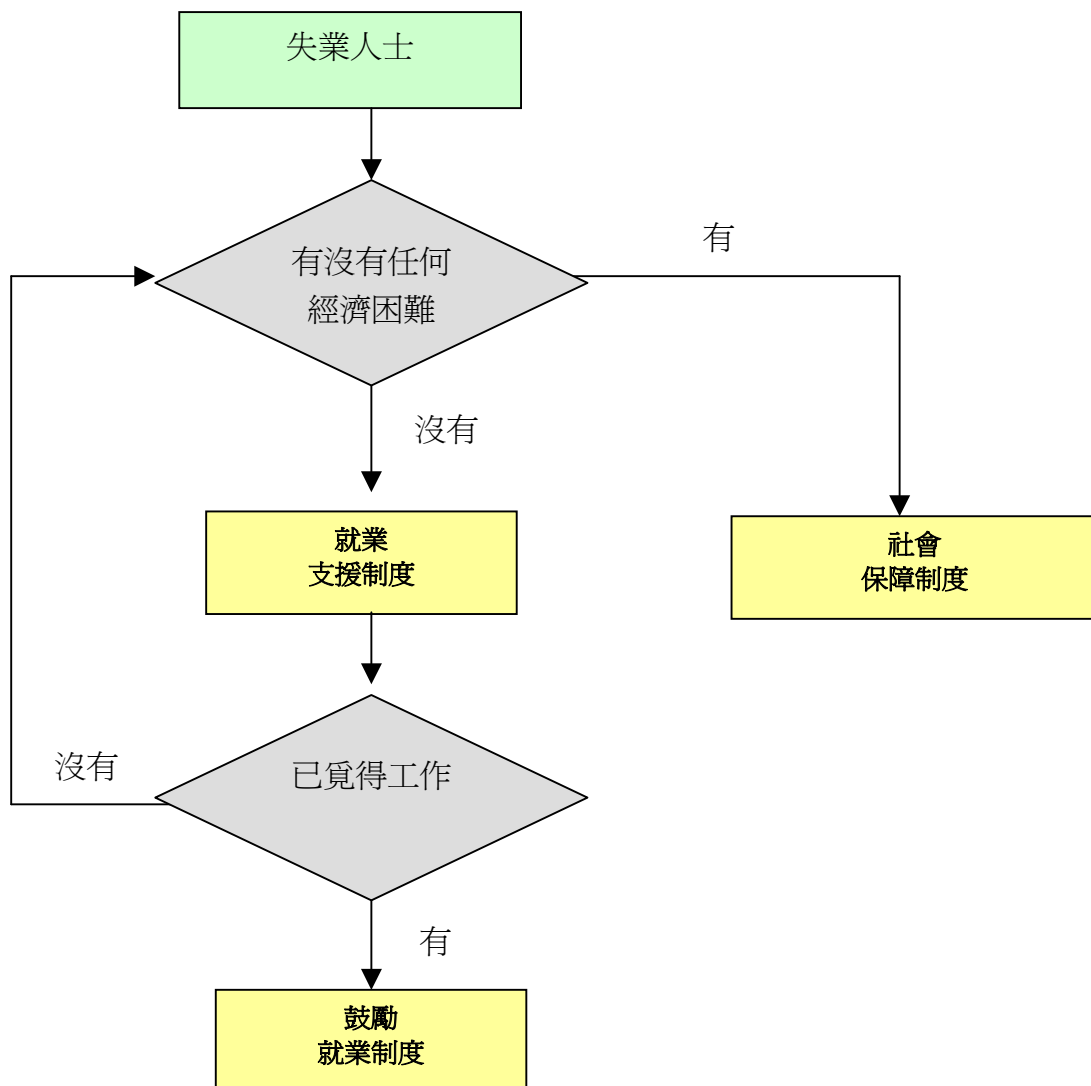 失業人士
有沒有任何
經濟困難
有
沒有
就業
支援制度
社會
保障制度
已覓得工作
沒有
有
鼓勵
就業制度